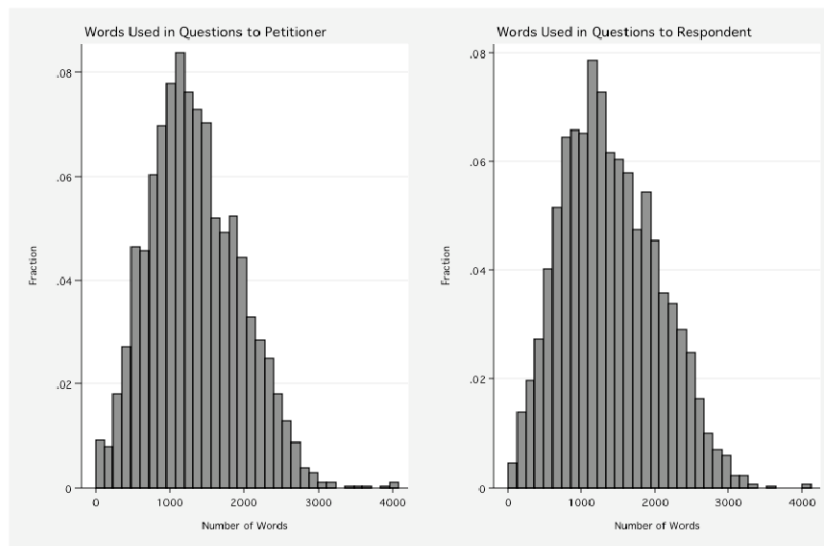 Words Used in Questions to Petitioner
.08
.06
.04
.02
0
Fraction
0 1000 2000 3000 4000
Number of Words
Words Used in Questions to Respondent
.08
.06
.04
.02
0
Fraction
0 1000 2000 3000 4000
Number of Words